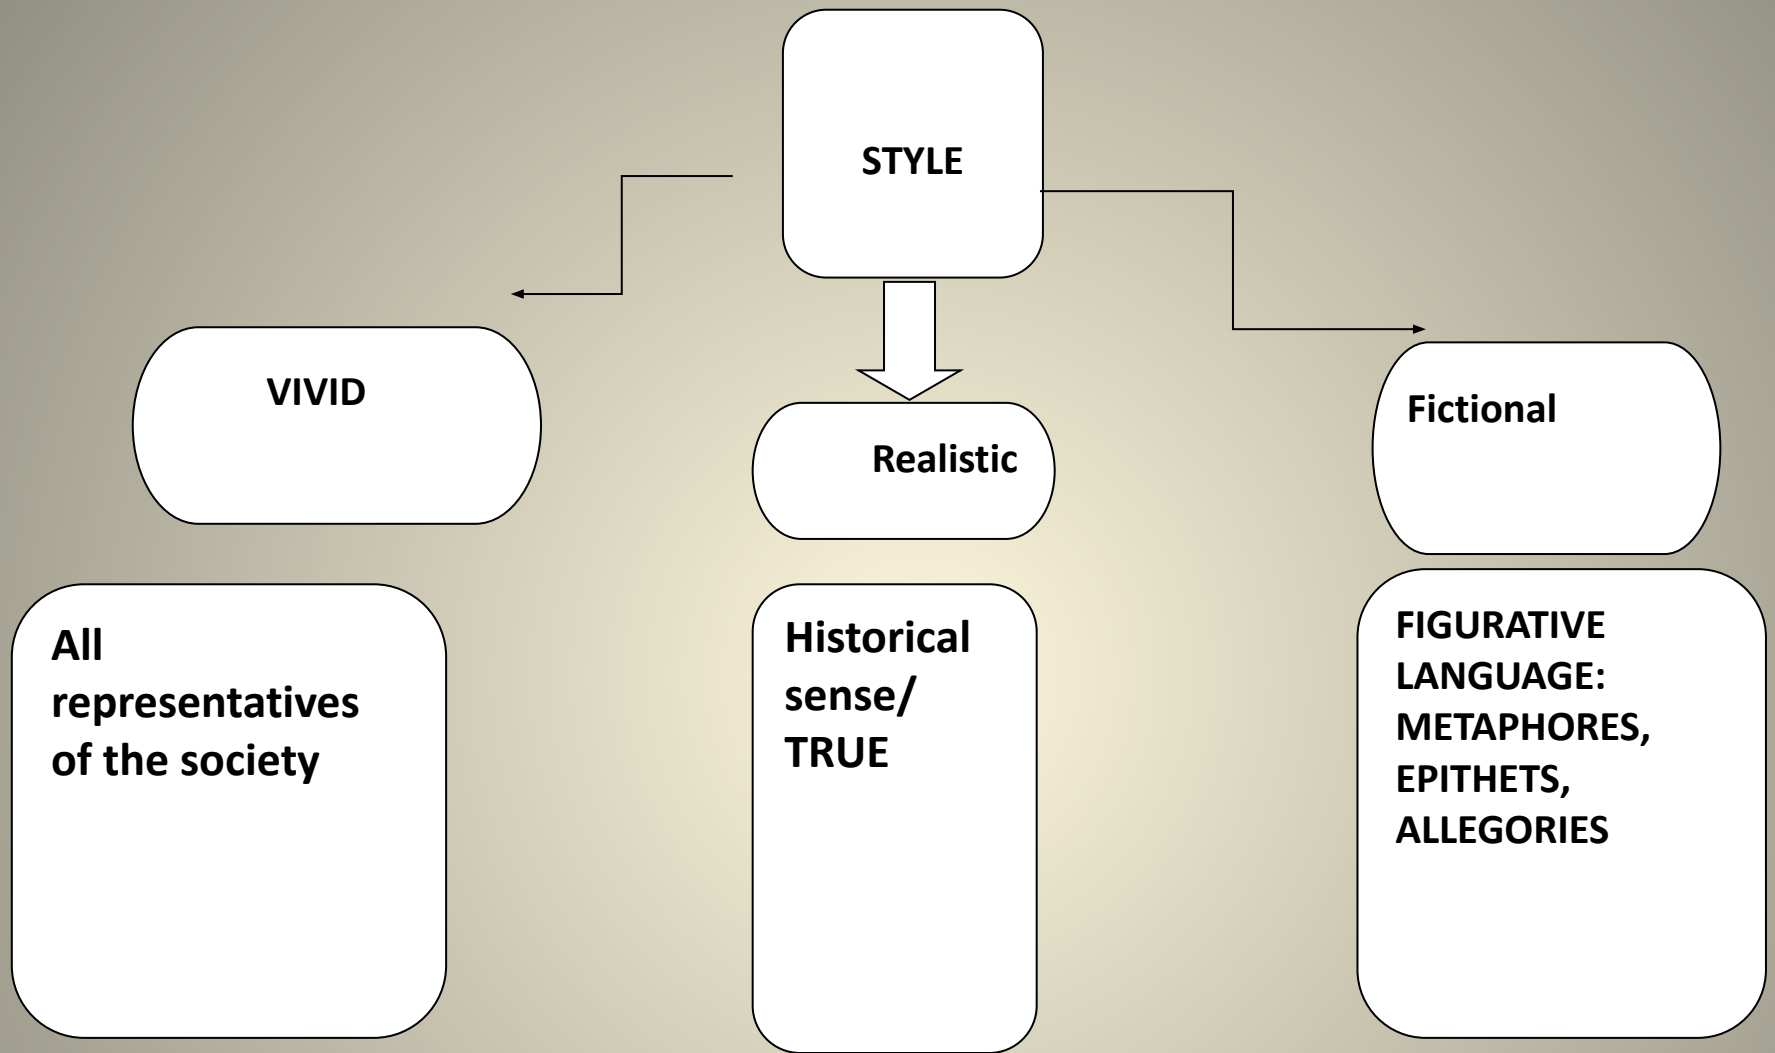 STYLE
VIVID
Realistic
Fictional
All
representatives
of the society
Historical
sense/
TRUE
FIGURATIVE
LANGUAGE:
METAPHORES,
EPITHETS,
ALLEGORIES